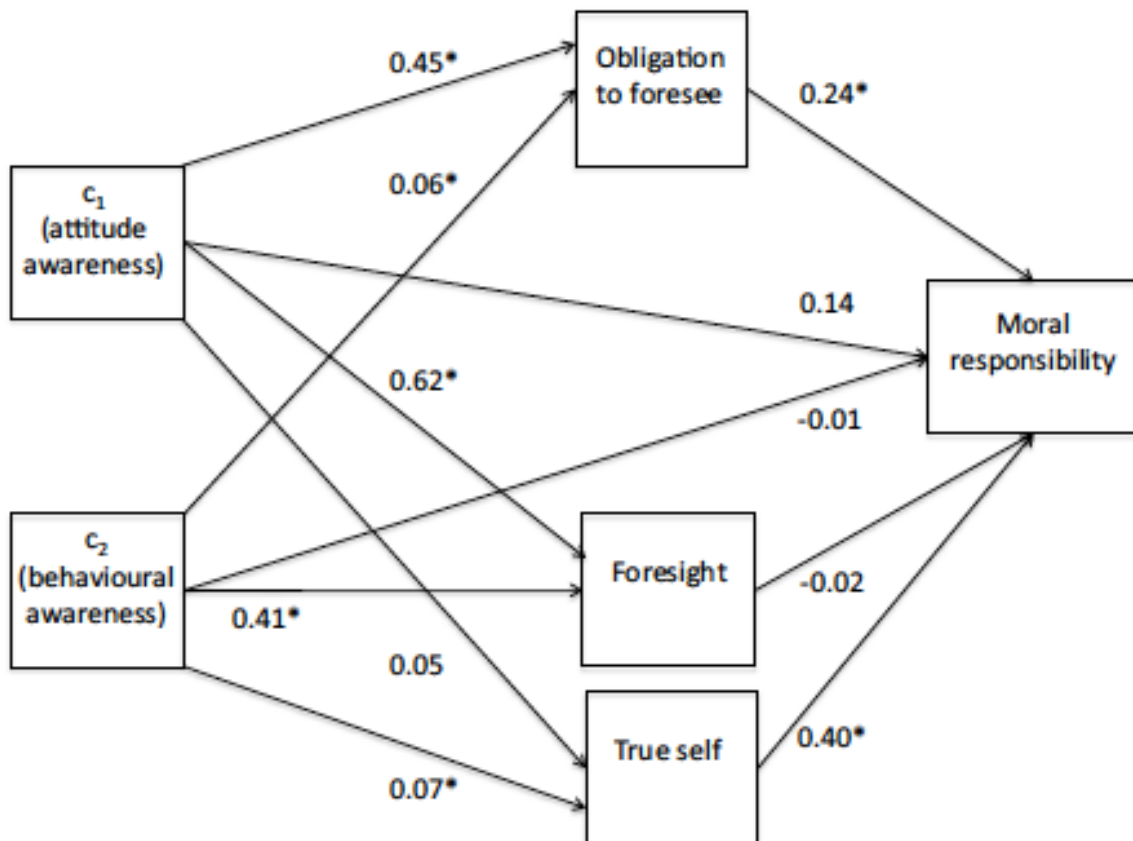 Obligation
to foresee
0.45*
0.24*
0.06*
c₁
(attitude
awareness)
0.14
Moral
responsibility
0.62*
-0.01
c₂
(behavioural
awareness)
Foresight
-0.02
0.41*
0.05
True self
0.40*
0.07*